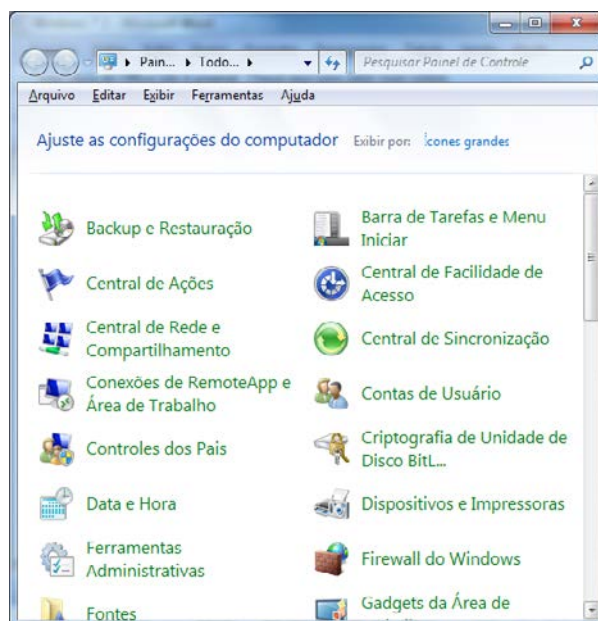 Pain... Todo...
Pesquisar Painel de Controle
Arquivo Editar Exibir Ferramentas Ajuda
Ajuste as configurações do computador Exibir por: Ícones grandes
Backup e Restauração
Barra de Tarefas e Menu
Iniciar
Central de Ações
Central de Facilidade de
Acesso
Central de Rede e
Compartilhamento
Central de Sincronização
Conexões de RemoteApp e
Área de Trabalho
Contas de Usuário
Controles dos Pais
Criptografia de Unidade de
Disco BitL...
Data e Hora
Dispositivos e Impressoras
Ferramentas
Administrativas
Firewall do Windows
Fontes
Gadgets da Área de